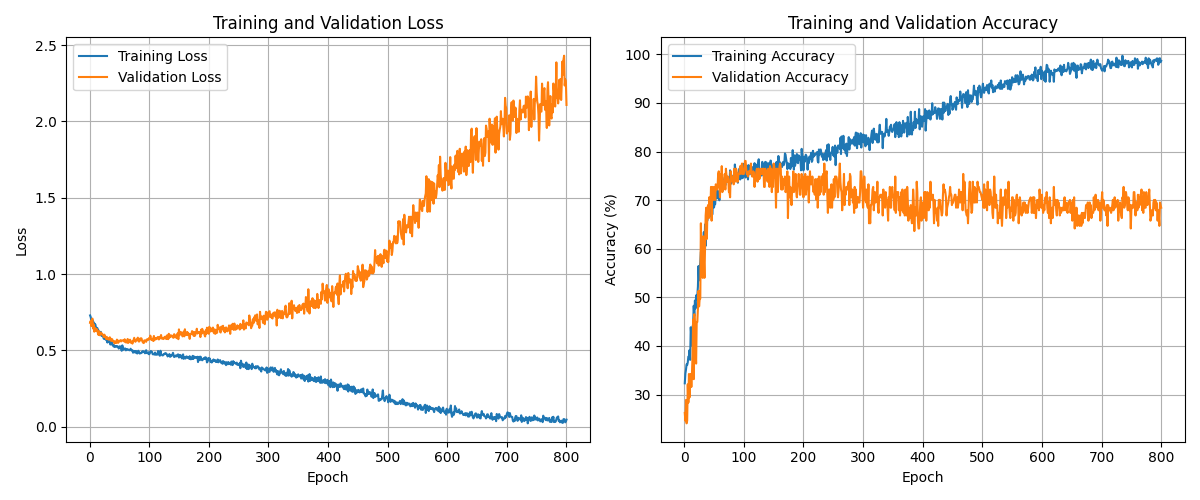 Training and Validation Loss
Training Loss
Validation Loss
2.5
2.0
1.5
1.0
0.5
0.0
Loss
0 100 200 300 400 500 600 700 800
Epoch
Training and Validation Accuracy
Training Accuracy
Validation Accuracy
100
90
80
70
60
50
40
30
Accuracy (%)
0 100 200 300 400 500 600 700 800
Epoch